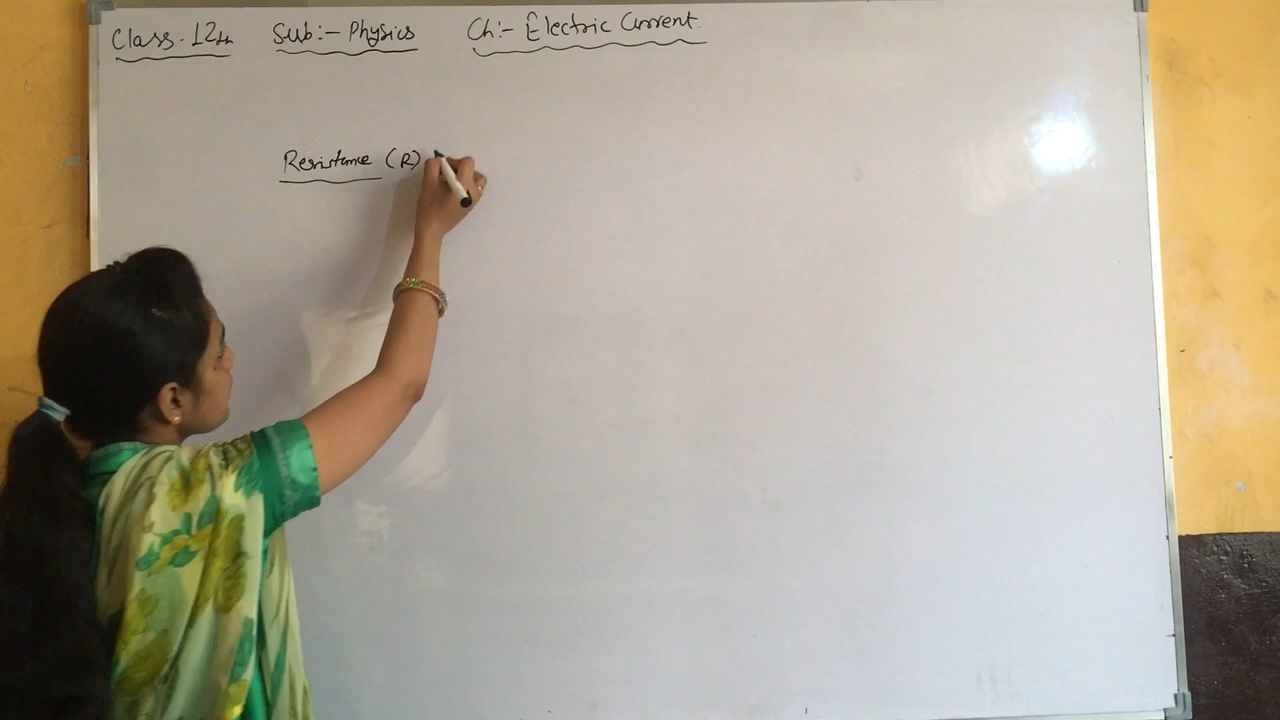 Class. 12th Sub:- Physics Ch:- Electric Current
Resistance (R)